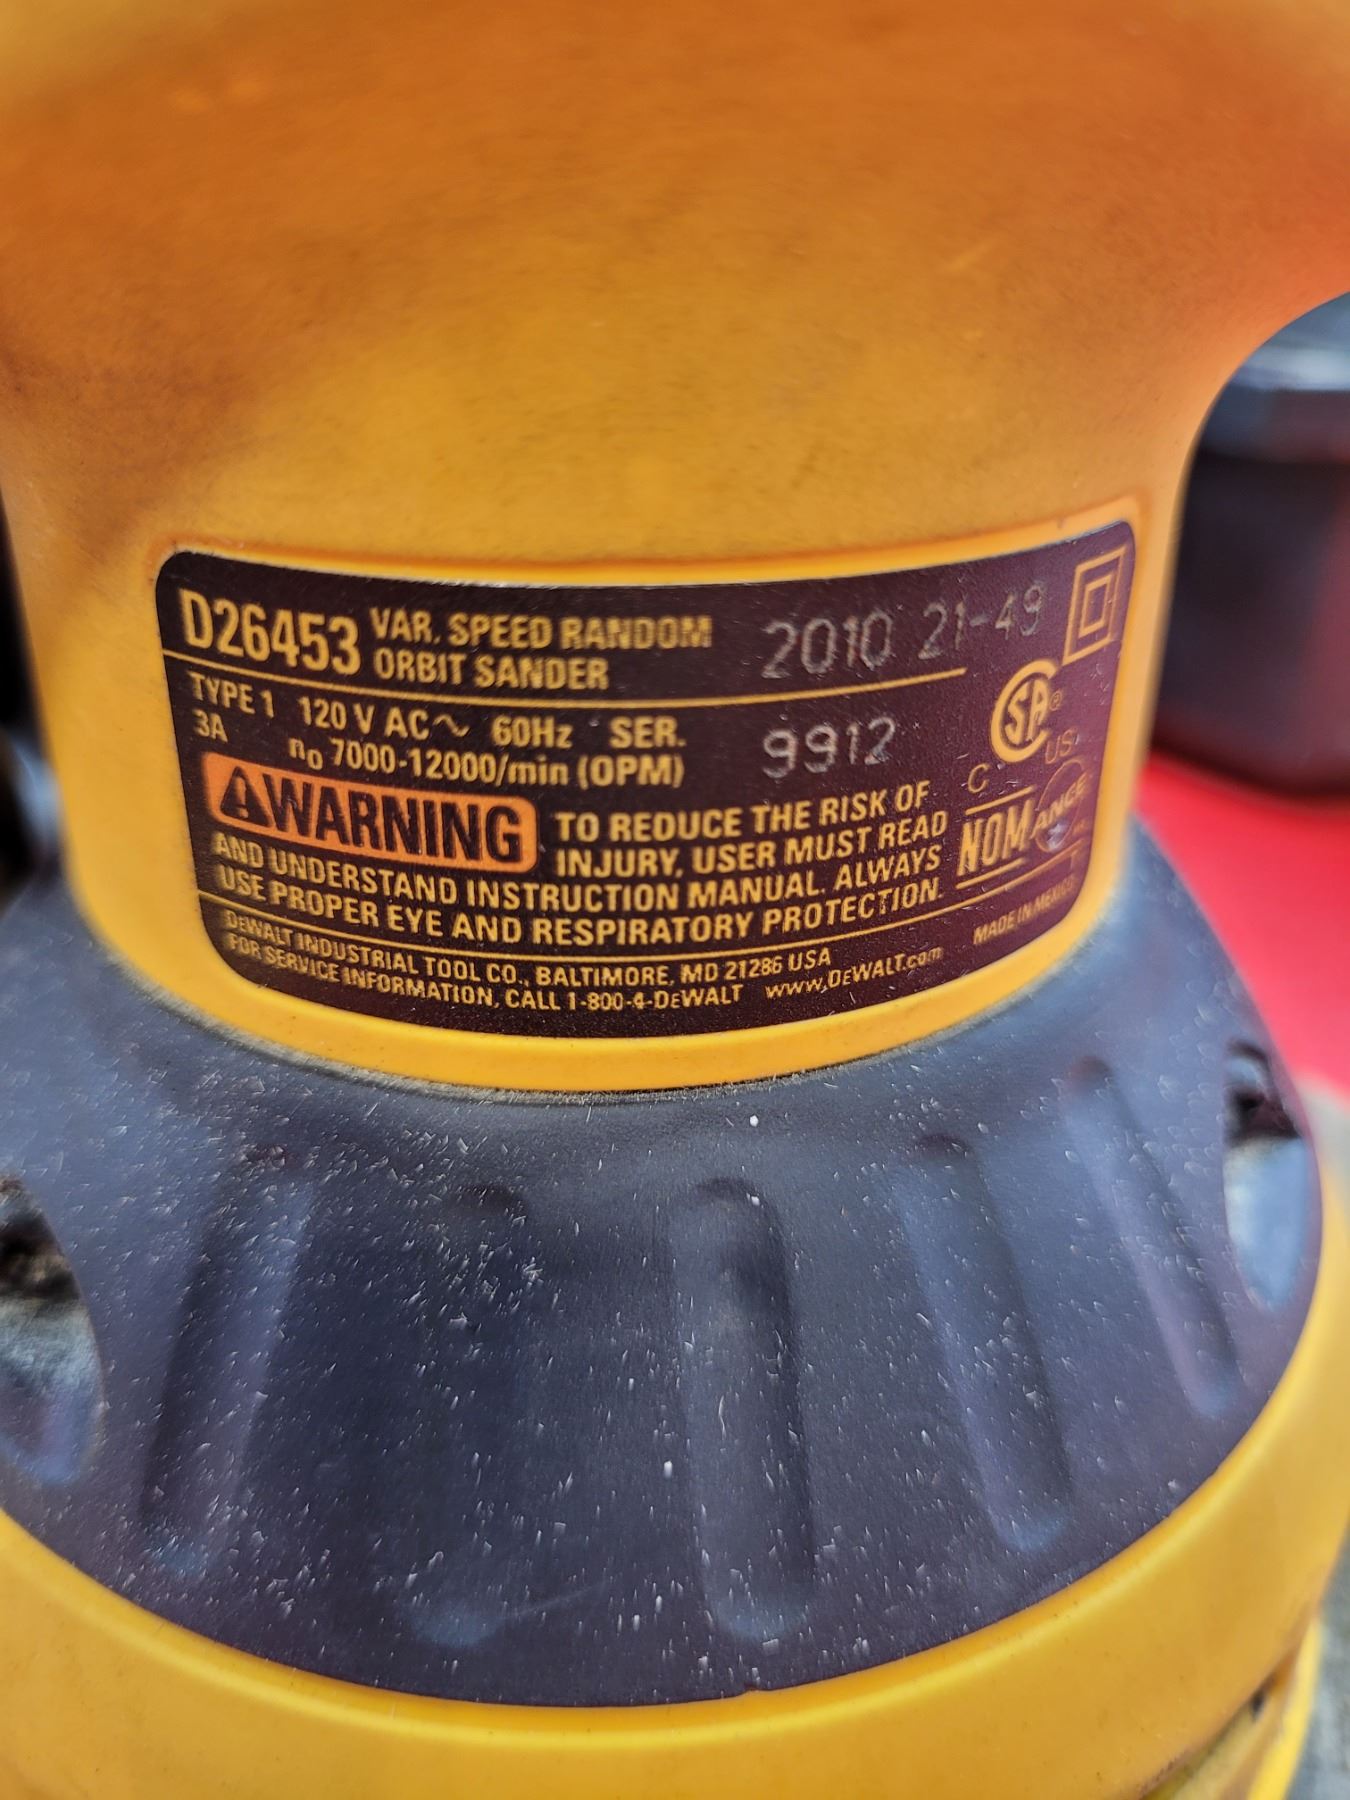 D26453 VAR. SPEED RANDOM ORBIT SANDER
2010 21-49
TYPE 1 120 V AC~ 60Hz SER. 9912
3A n₀ 7000-12000/min (OPM)
WARNING TO REDUCE THE RISK OF
INJURY, USER MUST READ
AND UNDERSTAND INSTRUCTION MANUAL. ALWAYS
USE PROPER EYE AND RESPIRATORY PROTECTION.
SA ®
C US
NOM ANCE
DEWALT INDUSTRIAL TOOL CO., BALTIMORE, MD 21286 USA
FOR SERVICE INFORMATION, CALL 1-800-4-DEWALT www.DEWALT.com
MADE IN MEXICO